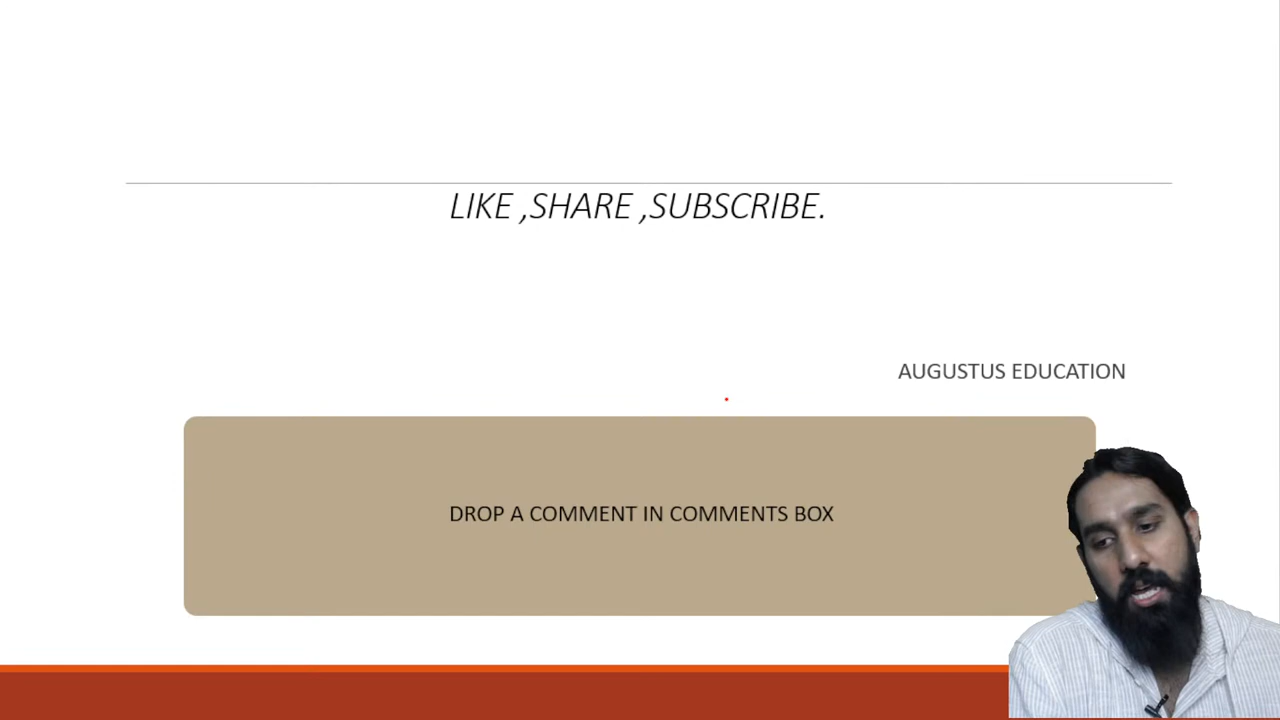 LIKE ,SHARE ,SUBSCRIBE.
AUGUSTUS EDUCATION
DROP A COMMENT IN COMMENTS BOX